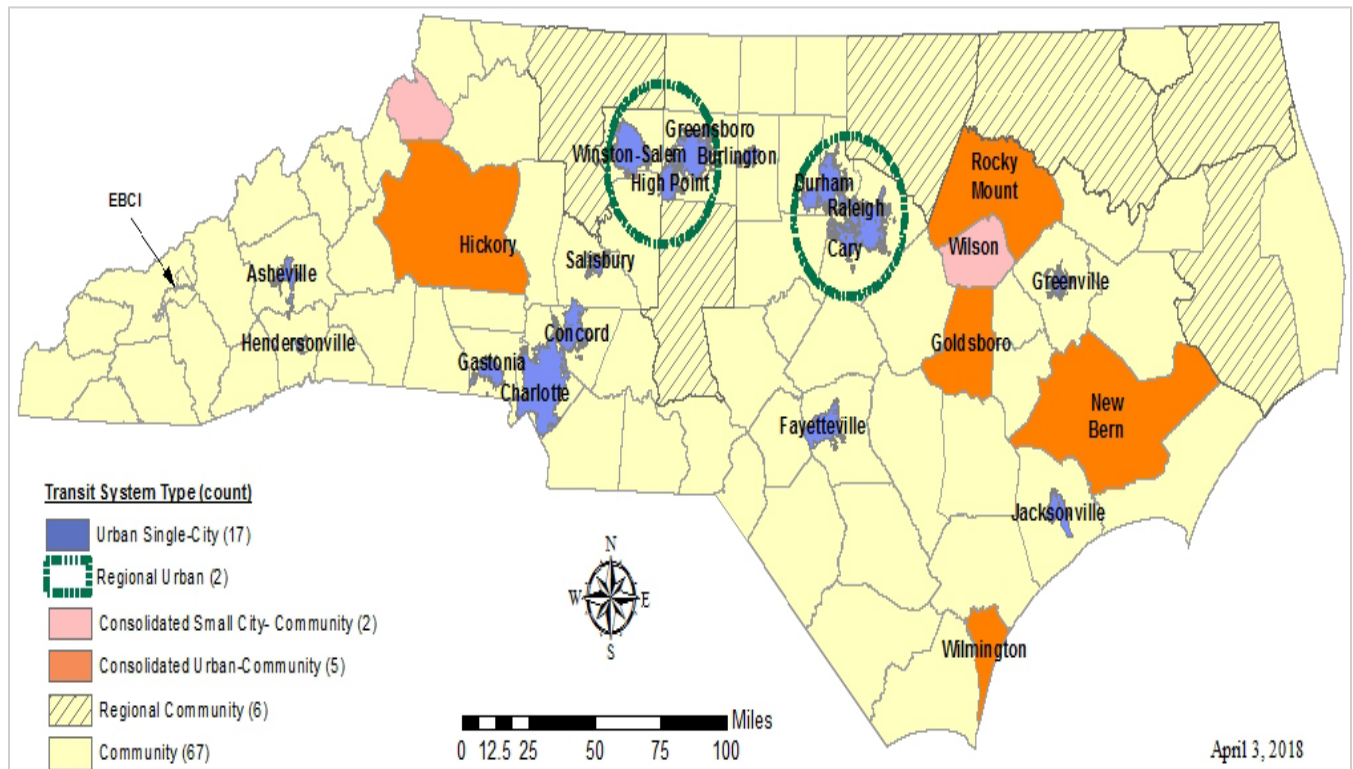 Greensboro
Winston-Salem
Burlington
High Point
Durham
Raleigh
Cary
Rocky
Mount
Wilson
EBCI
Hickory
Salisbury
Asheville
Greenville
Hendersonville
Concord
Goldsboro
Gastonia
Charlotte
New
Bern
Fayetteville
Jacksonville
Wilmington
Transit System Type (count)
Urban Single-City (17)
Regional Urban (2)
Consolidated Small City- Community (2)
Consolidated Urban-Community (5)
Regional Community (6)
Community (67)
N
W
E
S
Miles
0 12.5 25 50 75 100
April 3, 2018